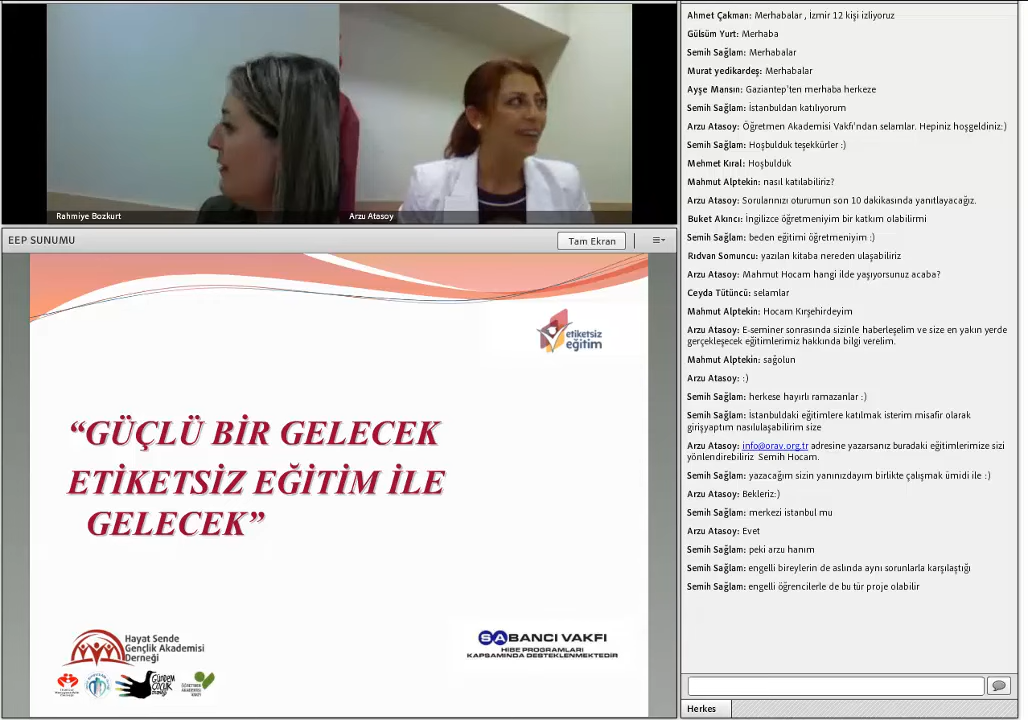 Rahmiye Bozkurt
Arzu Atasoy
EEP SUNUMU
Tam Ekran
etiketsiz
eğitim
“GÜÇLÜ BİR GELECEK
ETİKETSİZ EĞİTİM İLE
GELECEK”
Hayat Sende
Gençlik Akademisi
Derneği
Gündem
Çocuk
SABANCI VAKFI
HİBE PROGRAMLARI
KAPSAMINDA DESTEKLENMEKTEDİR
Ahmet Çakman: Merhabalar , İzmir 12 kişi izliyoruz
Gülsüm Yurt: Merhaba
Semih Sağlam: Merhabalar
Murat yedikardeş: Merhabalar
Ayşe Mansın: Gaziantep'ten merhaba herkeze
Semih Sağlam: İstanbuldan katılıyorum
Arzu Atasoy: Öğretmen Akademisi Vakfı'ndan selamlar. Hepiniz hoşgeldiniz:)
Semih Sağlam: Hoşbulduk teşekkürler :)
Mehmet Kıral: Hoşbulduk
Mahmut Alptekin: nasıl katılabiliriz?
Arzu Atasoy: Sorularınızı oturumun son 10 dakikasında yanıtlayacağız.
Buket Akıncı: İngilizce öğretmeniyim bir katkım olabilirmi
Semih Sağlam: beden eğitimi öğretmeniyim :)
Rıdvan Somuncu: yazılan kitaba nereden ulaşabiliriz
Arzu Atasoy: Mahmut Hocam hangi ilde yaşıyorsunuz acaba?
Ceyda Tütüncü: selamlar
Mahmut Alptekin: Hocam Kırşehirdeyim
Arzu Atasoy: E-seminer sonrasında sizinle haberleşelim ve size en yakın yerde
gerçekleşecek eğitimlerimiz hakkında bilgi verelim.
Mahmut Alptekin: sağolun
Arzu Atasoy: :)
Semih Sağlam: herkese hayırlı ramazanlar :)
Semih Sağlam: İstanbuldaki eğitimlere katılmak isterim misafir olarak
girişyaptım nasılulaşabilirim size
Arzu Atasoy: info@orav.org.tr adresine yazarsanız buradaki eğitimlerimize sizi
yönlendirebiliriz Semih Hocam.
Semih Sağlam: yazacağım sizin yanınızdayım birlikte çalışmak ümidi ile :)
Arzu Atasoy: Bekleriz:)
Semih Sağlam: merkezi istanbul mu
Arzu Atasoy: Evet
Semih Sağlam: peki arzu hanım
Semih Sağlam: engelli bireylerin de aslında aynı sorunlarla karşılaştığı
Semih Sağlam: engelli öğrencilerle de bu tür proje olabilir
Herkes